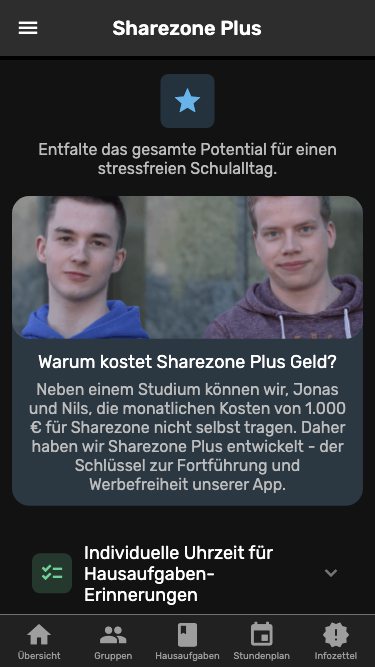 Sharezone Plus
Entfalte das gesamte Potential für einen
stressfreien Schulalltag.
Warum kostet Sharezone Plus Geld?
Neben einem Studium können wir, Jonas
und Nils, die monatlichen Kosten von 1.000
€ für Sharezone nicht selbst tragen. Daher
haben wir Sharezone Plus entwickelt - der
Schlüssel zur Fortführung und
Werbefreiheit unserer App.
Individuelle Uhrzeit für
Hausaufgaben-
Erinnerungen
Übersicht
Gruppen
Hausaufgaben
Stundenplan
Infozettel